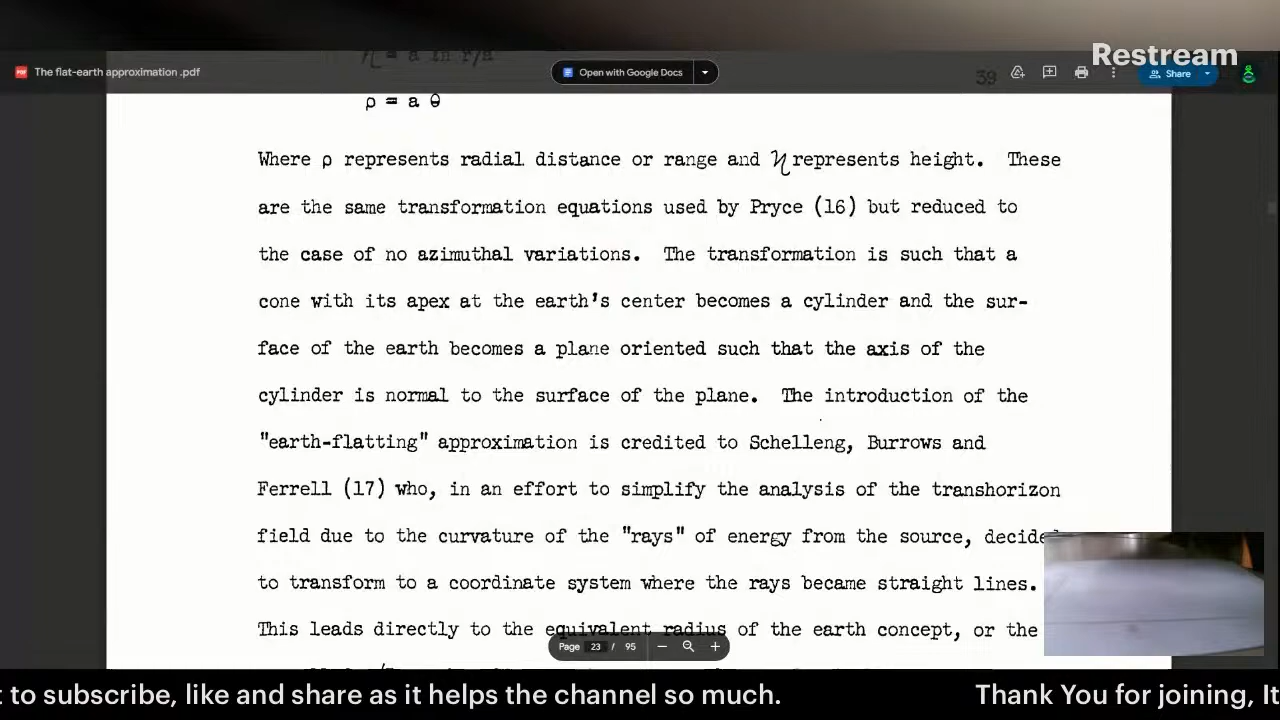 Restream
The flat-earth approximation .pdf
Open with Google Docs
39
Share
ρ = a θ
Where ρ represents radial distance or range and η represents height. These
are the same transformation equations used by Pryce (16) but reduced to
the case of no azimuthal variations. The transformation is such that a
cone with its apex at the earth's center becomes a cylinder and the sur-
face of the earth becomes a plane oriented such that the axis of the
cylinder is normal to the surface of the plane. The introduction of the
"earth-flatting" approximation is credited to Schelleng, Burrows and
Ferrell (17) who, in an effort to simplify the analysis of the transhorizon
field due to the curvature of the "rays" of energy from the source, decided
to transform to a coordinate system where the rays became straight lines.
This leads directly to the equivalent radius of the earth concept, or the
Page 23 / 95
to subscribe, like and share as it helps the channel so much. Thank You for joining, It